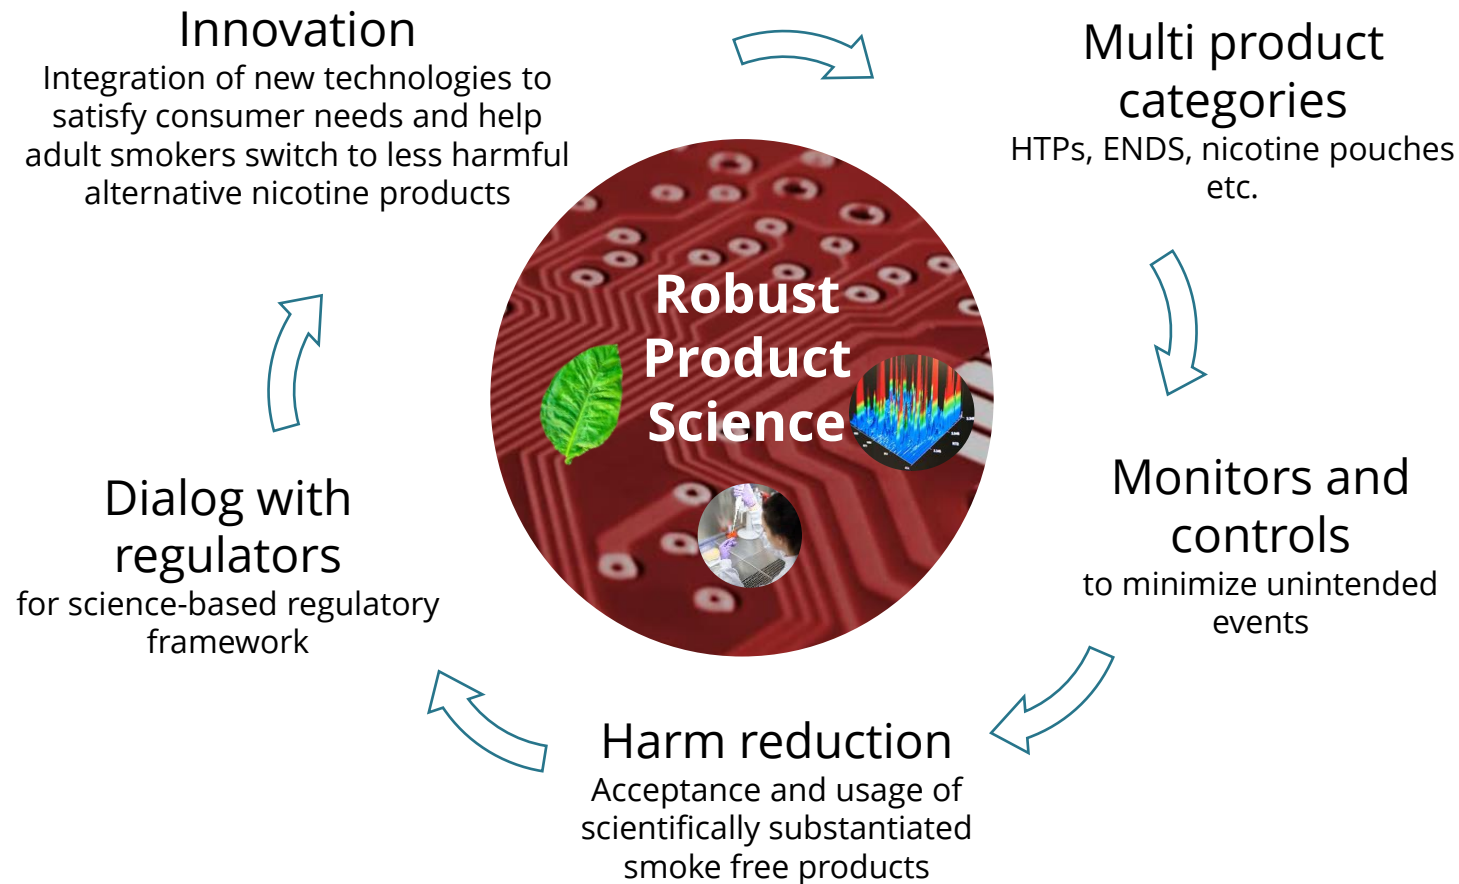 Innovation
Integration of new technologies to
satisfy consumer needs and help
adult smokers switch to less harmful
alternative nicotine products
Multi product
categories
HTPs, ENDS, nicotine pouches
etc.
Robust
Product
Science
Monitors and
controls
to minimize unintended
events
Harm reduction
Acceptance and usage of
scientifically substantiated
smoke free products
Dialog with
regulators
for science-based regulatory
framework